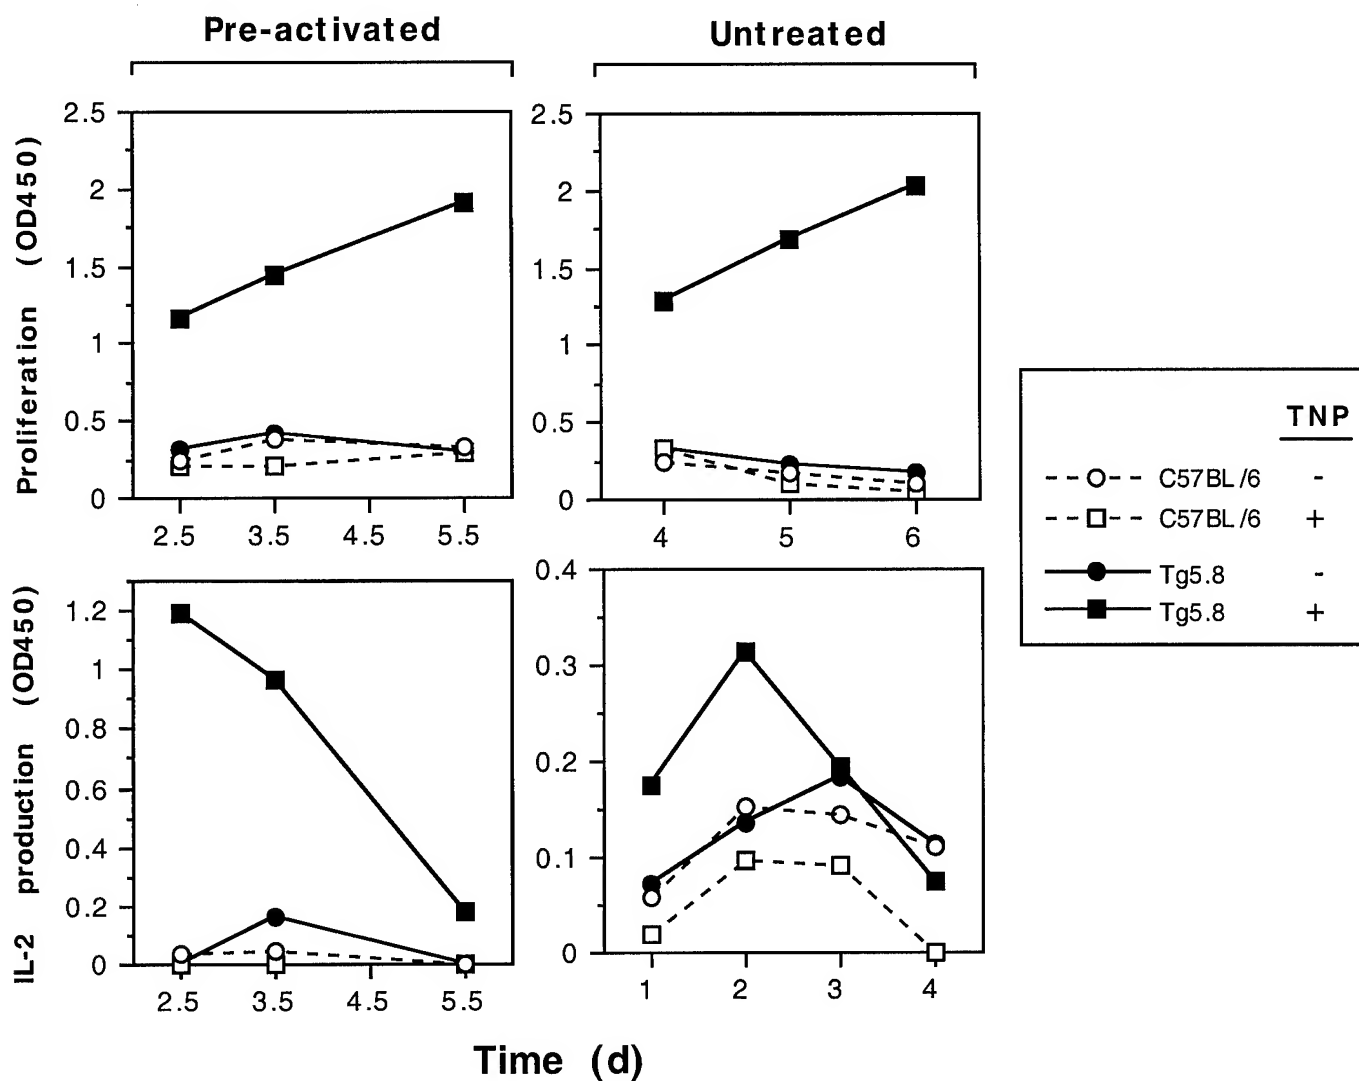 Pre-activated
Untreated
Proliferation (OD450)
2.5
2
1.5
1
0.5
0
2.5 3.5 4.5 5.5
2.5
2
1.5
1
0.5
0
4 5 6
IL-2 production (OD450)
1.2
1
0.8
0.6
0.4
0.2
0
2.5 3.5 4.5 5.5
0.4
0.3
0.2
0.1
0
1 2 3 4
Time (d)
TNP
C57BL/6 -
C57BL/6 +
Tg5.8 -
Tg5.8 +